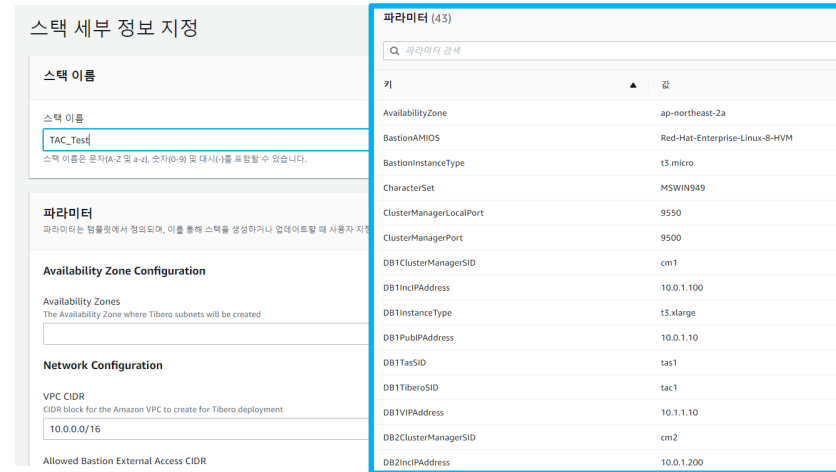 스택 세부 정보 지정
스택 이름
스택 이름
TAC_Test
스택 이름은 문자(A-Z 및 a-z), 숫자(0-9) 및 대시(-)를 포함할 수 있습니다.
파라미터
파라미터는 템플릿에서 정의되며, 이를 통해 스택을 생성하거나 업데이트할 때 사용자 지정
Availability Zone Configuration
Availability Zones
The Availability Zone where Tibero subnets will be created
Network Configuration
VPC CIDR
CIDR block for the Amazon VPC to create for Tibero deployment
10.0.0.0/16
Allowed Bastion External Access CIDR
파라미터 (43)
파라미터 검색
키 ▲ 값
AvailabilityZone ap-northeast-2a
BastionAMIOS Red-Hat-Enterprise-Linux-8-HVM
BastionInstanceType t3.micro
CharacterSet MSWIN949
ClusterManagerLocalPort 9550
ClusterManagerPort 9500
DB1ClusterManagerSID cm1
DB1IncIPAddress 10.0.1.100
DB1InstanceType t3.xlarge
DB1PubIPAddress 10.0.1.10
DB1TasSID tas1
DB1TiberoSID tac1
DB1VIPAddress 10.1.1.10
DB2ClusterManagerSID cm2
DB2IncIPAddress 10.0.1.200